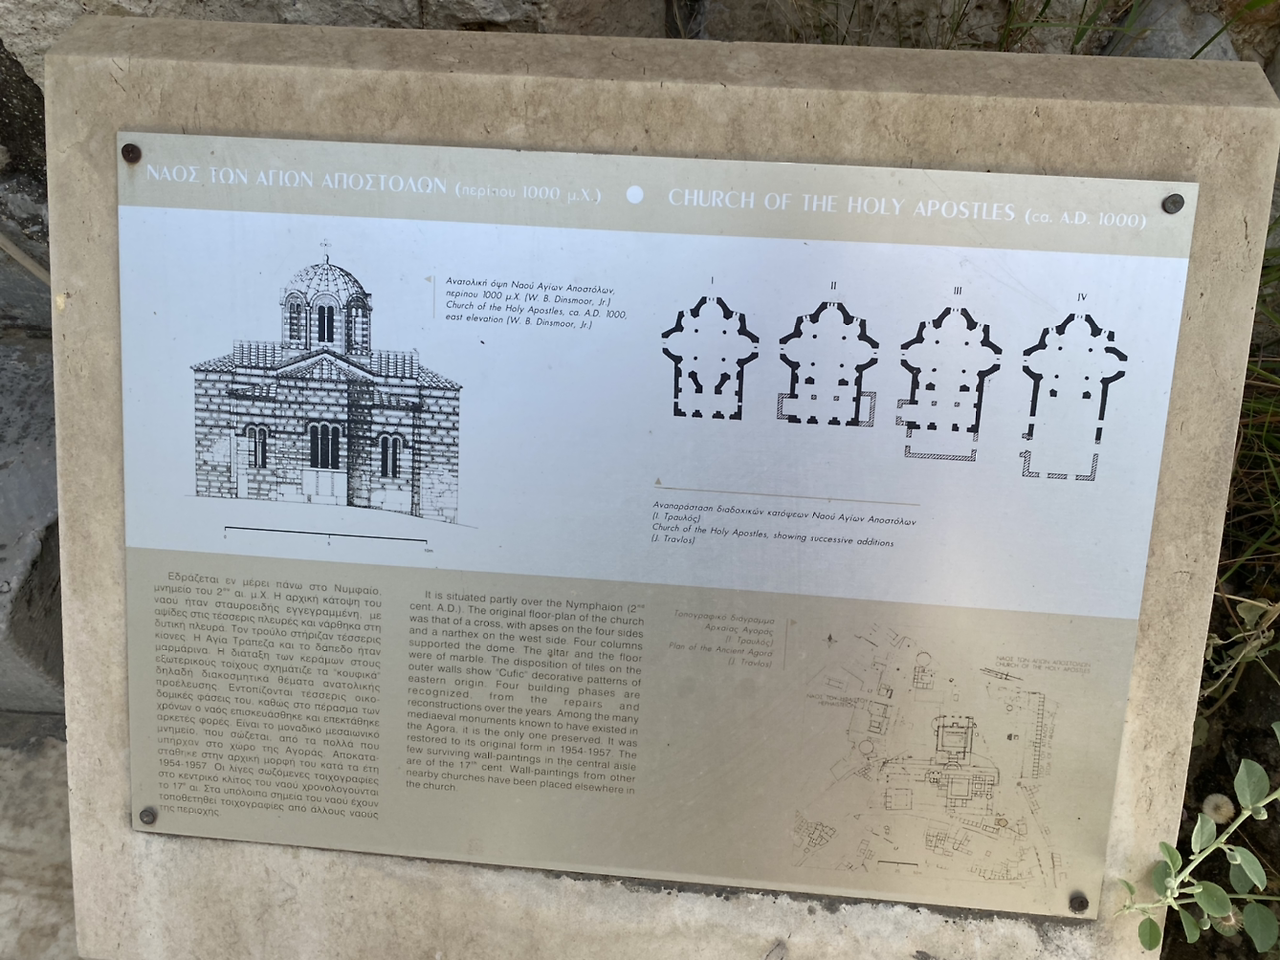 ΝΑΟΣ ΤΩΝ ΑΓΙΩΝ ΑΠΟΣΤΟΛΩΝ (περίπου 1000 μ.Χ.) ● CHURCH OF THE HOLY APOSTLES (ca. A.D. 1000)
Ανατολική όψη Ναού Αγίων Αποστόλων,
περίπου 1000 μ.Χ. (W. B. Dinsmoor, Jr.)
Church of the Holy Apostles, ca. A.D. 1000,
east elevation (W. B. Dinsmoor, Jr.)
I II III IV
Αναπαράσταση διαδοχικών κατόψεων Ναού Αγίων Αποστόλων
(Ι. Τραυλός)
Church of the Holy Apostles, showing successive additions
(J. Travlos)
Εδράζεται εν μέρει πάνω στο Νυμφαίο,
μνημείο του 2ου αι. μ.Χ. Η αρχική κάτοψη του
ναού ήταν σταυροειδής εγγεγραμμένη, με
αψίδες στις τέσσερις πλευρές και νάρθηκα στη
δυτική πλευρά. Τον τρούλο στήριζαν τέσσερις
κίονες. Η Αγία Τράπεζα και το δάπεδο ήταν
μαρμάρινα. Η διάταξη των κεράμων στους
εξωτερικούς τοίχους σχημάτιζε τα "κουφικά"
δηλαδή διακοσμητικά θέματα ανατολικής
προέλευσης. Εντοπίζονται τέσσερις οικο-
δομικές φάσεις του, καθώς στο πέρασμα των
χρόνων ο ναός επισκευάσθηκε και επεκτάθηκε
αρκετές φορές. Είναι το μοναδικό μεσαιωνικό
μνημείο, που σώζεται, από τα πολλά που
υπήρχαν στο χώρο της Αγοράς. Αποκατα-
στάθηκε στην αρχική μορφή του κατά τα έτη
1954-1957. Οι λίγες σωζόμενες τοιχογραφίες
στο κεντρικό κλίτος του ναού χρονολογούνται
το 17ο αι. Στα υπόλοιπα σημεία του ναού έχουν
τοποθετηθεί τοιχογραφίες από άλλους ναούς
της περιοχής.
It is situated partly over the Nymphaion (2nd
cent. A.D.). The original floor-plan of the church
was that of a cross, with apses on the four sides
and a narthex on the west side. Four columns
supported the dome. The altar and the floor
were of marble. The disposition of tiles on the
outer walls show "Cufic" decorative patterns of
eastern origin. Four building phases are
recognized, from the repairs and
reconstructions over the years. Among the many
mediaeval monuments known to have existed in
the Agora, it is the only one preserved. It was
restored to its original form in 1954-1957. The
few surviving wall-paintings in the central aisle
are of the 17th cent. Wall-paintings from other
nearby churches have been placed elsewhere in
the church.
Τοπογραφικό διάγραμμα
Αρχαίας Αγοράς
(Ι. Τραυλός)
Plan of the Ancient Agora
(J. Travlos)
ΝΑΟΣ ΤΩΝ ΑΓΙΩΝ ΑΠΟΣΤΟΛΩΝ
CHURCH OF THE HOLY APOSTLES